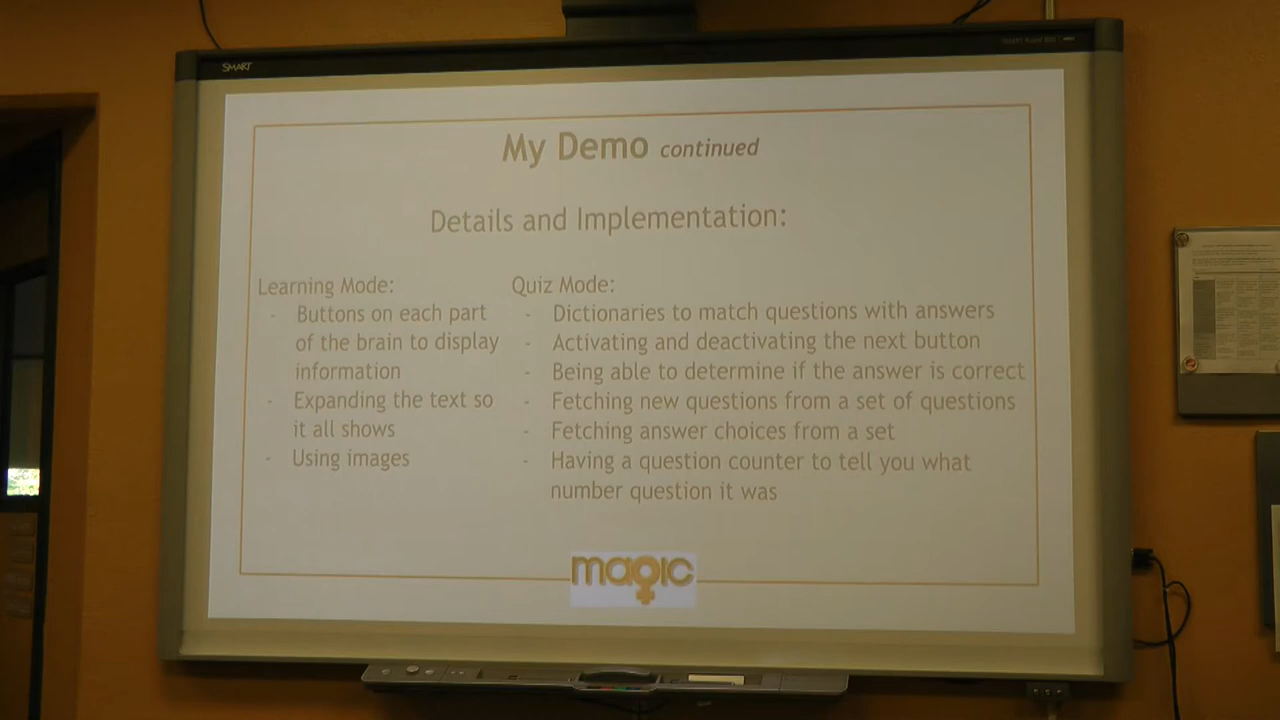 SMART
My Demo continued
Details and Implementation:
Learning Mode:
- Buttons on each part
of the brain to display
information
- Expanding the text so
it all shows
- Using images
Quiz Mode:
- Dictionaries to match questions with answers
- Activating and deactivating the next button
- Being able to determine if the answer is correct
- Fetching new questions from a set of questions
- Fetching answer choices from a set
- Having a question counter to tell you what
number question it was
magic